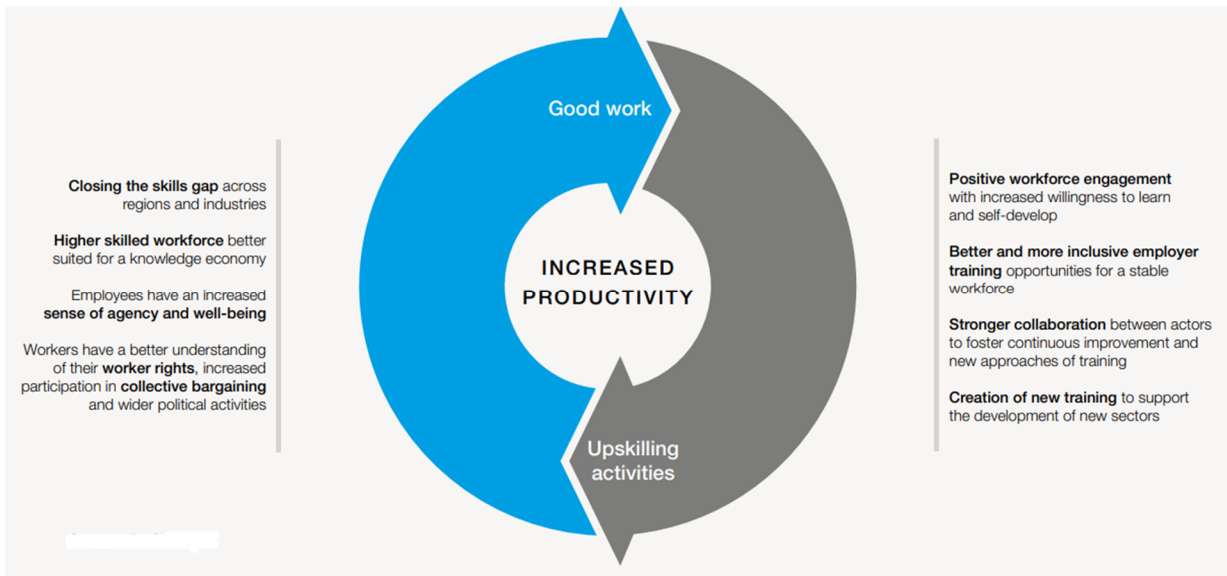 Good work
Closing the skills gap across
regions and industries
Higher skilled workforce better
suited for a knowledge economy
Employees have an increased
sense of agency and well-being
Workers have a better understanding
of their worker rights, increased
participation in collective bargaining
and wider political activities
INCREASED
PRODUCTIVITY
Upskilling
activities
Positive workforce engagement
with increased willingness to learn
and self-develop
Better and more inclusive employer
training opportunities for a stable
workforce
Stronger collaboration between actors
to foster continuous improvement and
new approaches of training
Creation of new training to support
the development of new sectors